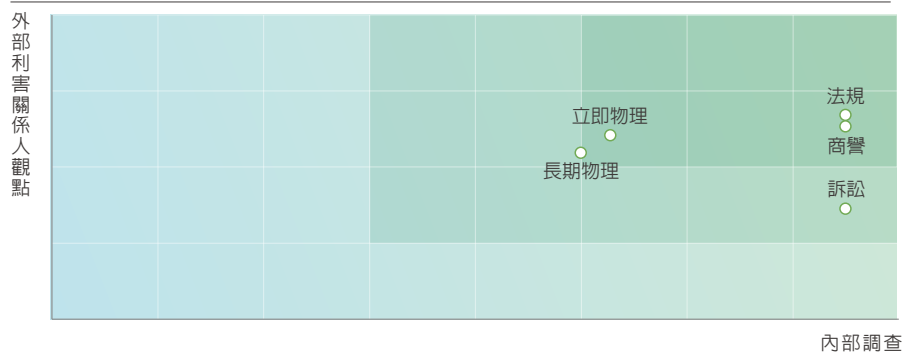 外部利害關係人觀點
法規
立即物理
商譽
長期物理
訴訟
內部調查